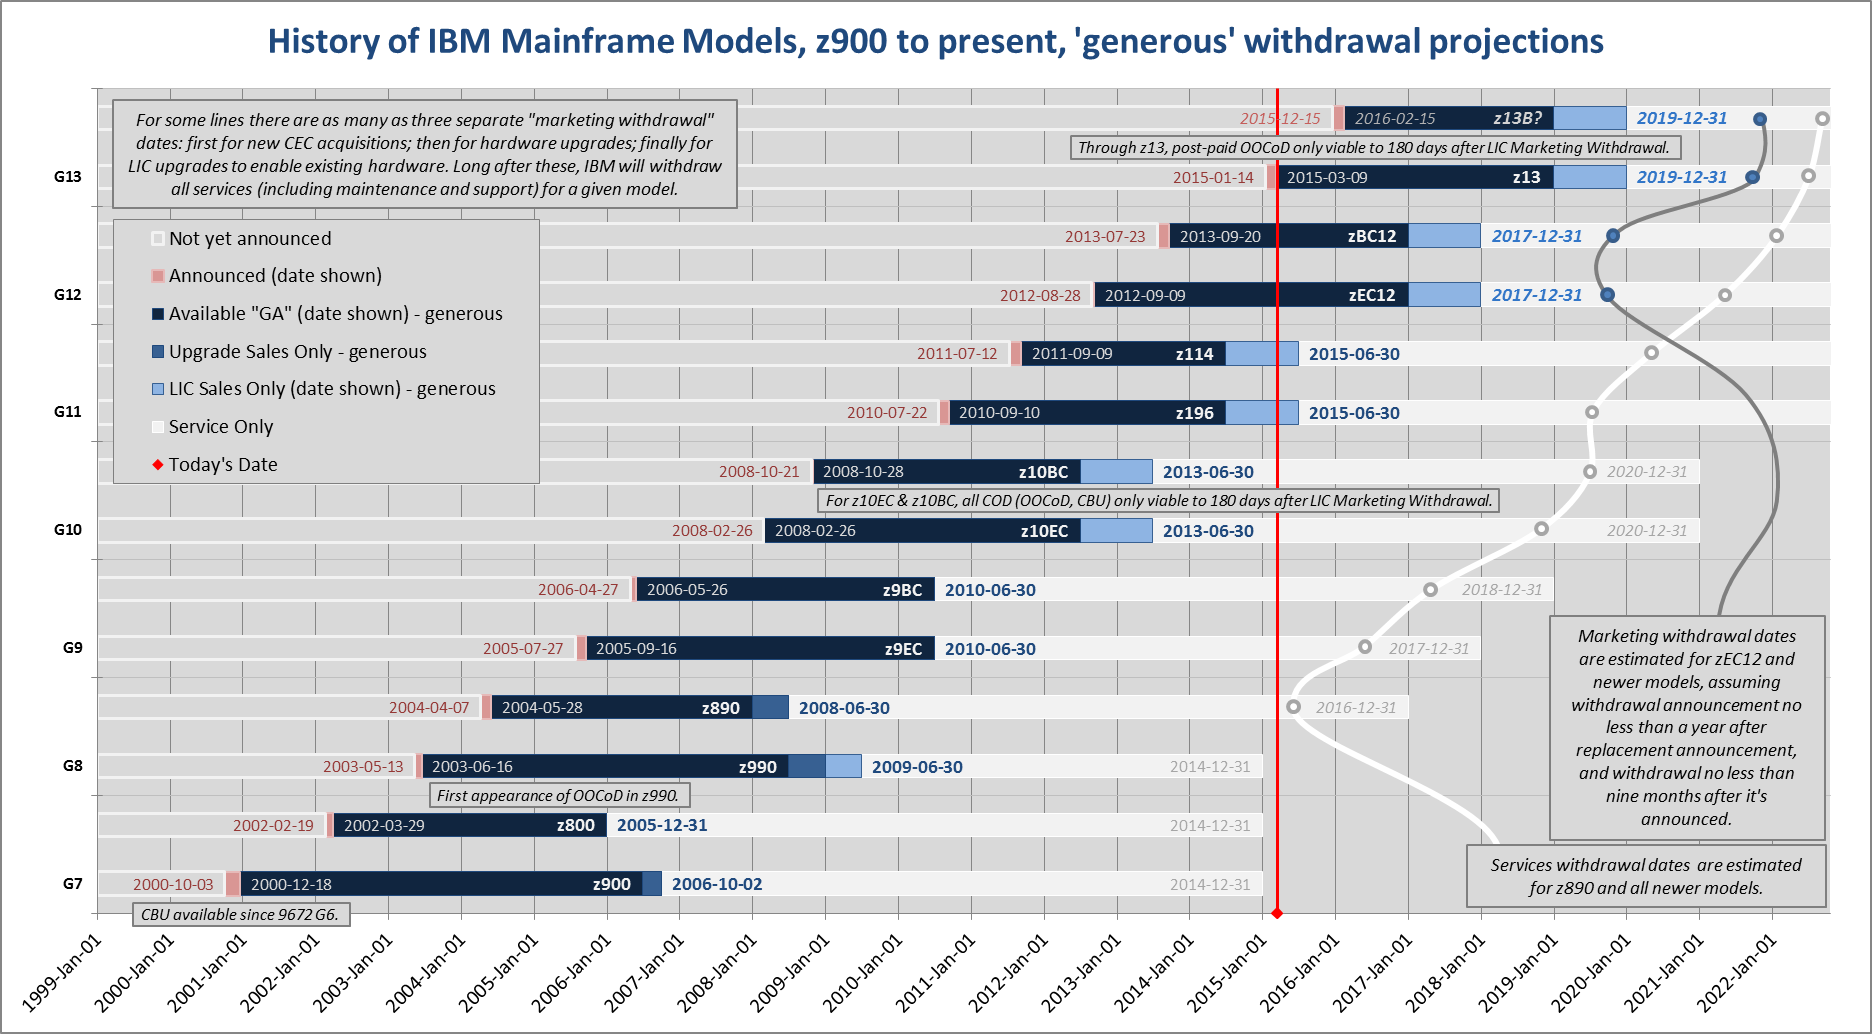 History of IBM Mainframe Models, z900 to present, 'generous' withdrawal projections
For some lines there are as many as three separate "marketing withdrawal"
dates: first for new CEC acquisitions; then for hardware upgrades; finally for
LIC upgrades to enable existing hardware. Long after these, IBM will withdraw
all services (including maintenance and support) for a given model.
Not yet announced
Announced (date shown)
Available "GA" (date shown) - generous
Upgrade Sales Only - generous
LIC Sales Only (date shown) - generous
Service Only
Today's Date
2015-12-15 2016-02-15 z13B? 2019-12-31
Through z13, post-paid OOCoD only viable to 180 days after LIC Marketing Withdrawal.
G13 2015-01-14 2015-03-09 z13 2019-12-31
2013-07-23 2013-09-20 zBC12 2017-12-31
G12 2012-08-28 2012-09-09 zEC12 2017-12-31
2011-07-12 2011-09-09 z114 2015-06-30
G11 2010-07-22 2010-09-10 z196 2015-06-30
2008-10-21 2008-10-28 z10BC 2013-06-30 2020-12-31
For z10EC & z10BC, all COD (OOCoD, CBU) only viable to 180 days after LIC Marketing Withdrawal.
G10 2008-02-26 2008-02-26 z10EC 2013-06-30 2020-12-31
2006-04-27 2006-05-26 z9BC 2010-06-30 2018-12-31
G9 2005-07-27 2005-09-16 z9EC 2010-06-30 2017-12-31
2004-04-07 2004-05-28 z890 2008-06-30 2016-12-31
G8 2003-05-13 2003-06-16 z990 2009-06-30 2014-12-31
First appearance of OOCoD in z990.
2002-02-19 2002-03-29 z800 2005-12-31 2014-12-31
G7 2000-10-03 2000-12-18 z900 2006-10-02 2014-12-31
CBU available since 9672 G6.
Marketing withdrawal dates
are estimated for zEC12 and
newer models, assuming
withdrawal announcement no
less than a year after
replacement announcement,
and withdrawal no less than
nine months after it's
announced.
Services withdrawal dates are estimated
for z890 and all newer models.
1999-Jan-01
2000-Jan-01
2001-Jan-01
2002-Jan-01
2003-Jan-01
2004-Jan-01
2005-Jan-01
2006-Jan-01
2007-Jan-01
2008-Jan-01
2009-Jan-01
2010-Jan-01
2011-Jan-01
2012-Jan-01
2013-Jan-01
2014-Jan-01
2015-Jan-01
2016-Jan-01
2017-Jan-01
2018-Jan-01
2019-Jan-01
2020-Jan-01
2021-Jan-01
2022-Jan-01